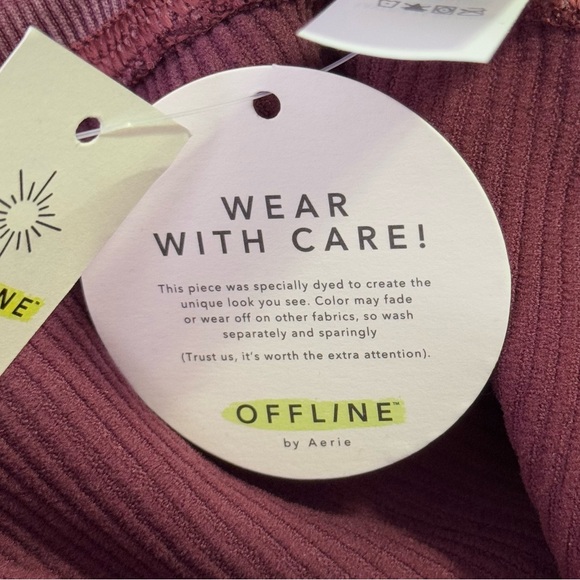 NE™
WEAR
WITH CARE!
This piece was specially dyed to create the
unique look you see. Color may fade
or wear off on other fabrics, so wash
separately and sparingly
(Trust us, it's worth the extra attention).
OFFLINE™
by Aerie